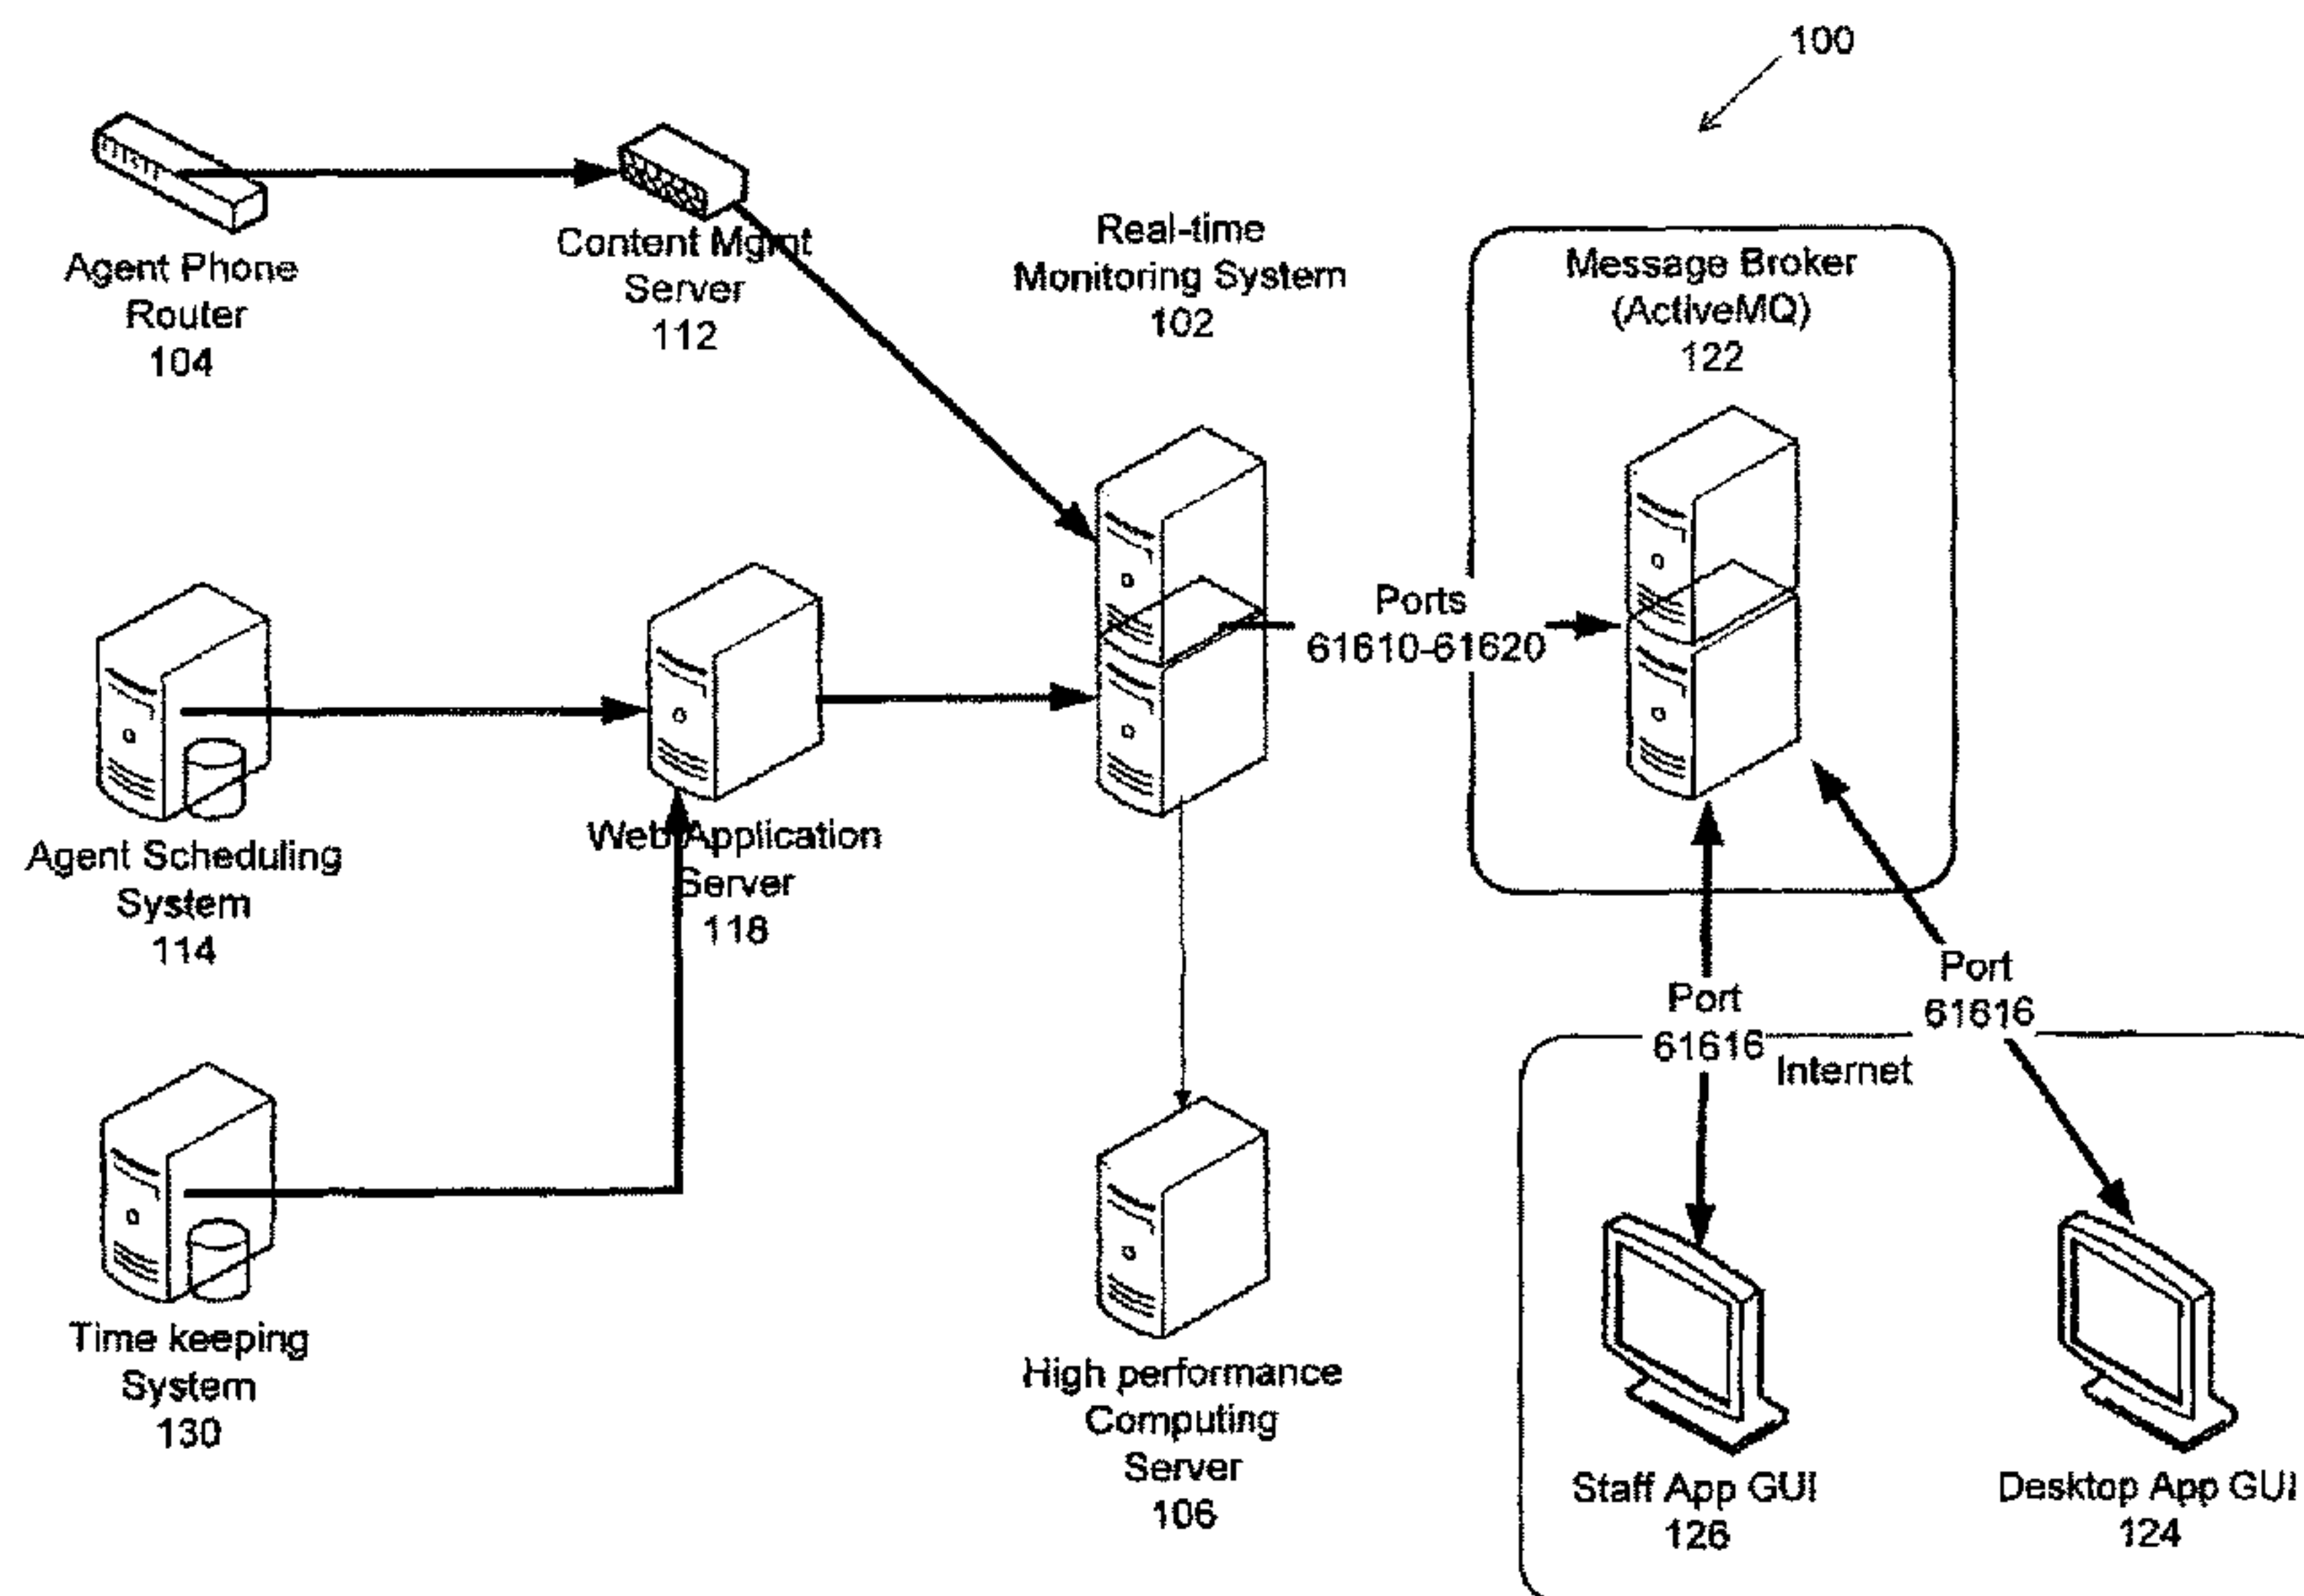 100
Agent Phone
Router
104
Content Mgmt
Server
112
Real-time
Monitoring System
102
Message Broker
(ActiveMQ)
122
Ports
61610-61620
Agent Scheduling
System
114
Web Application
Server
118
Port
61616
Port
61616
Internet
Time keeping
System
130
High performance
Computing
Server
106
Staff App GUI
126
Desktop App GUI
124